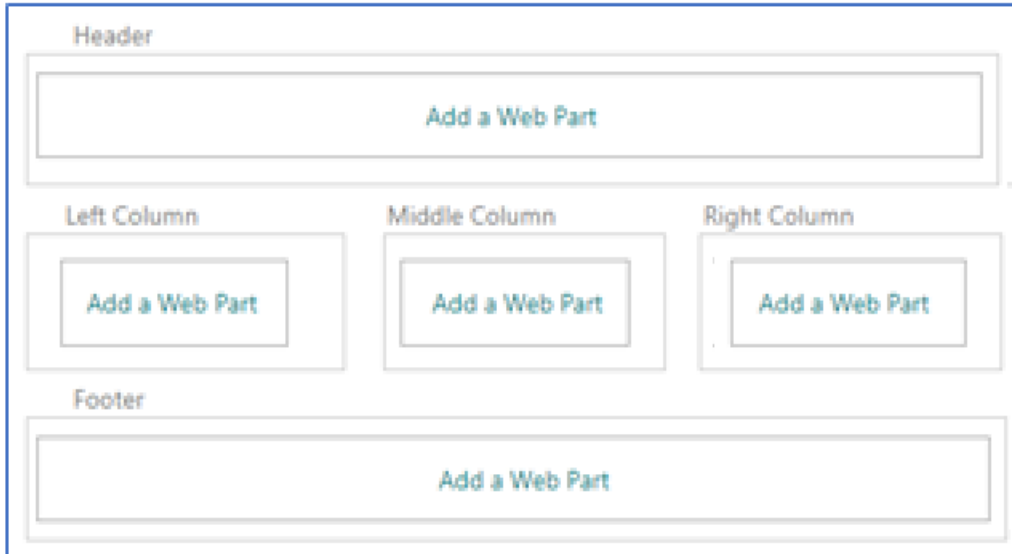 Header
Add a Web Part
Left Column
Middle Column
Right Column
Add a Web Part
Add a Web Part
Add a Web Part
Footer
Add a Web Part